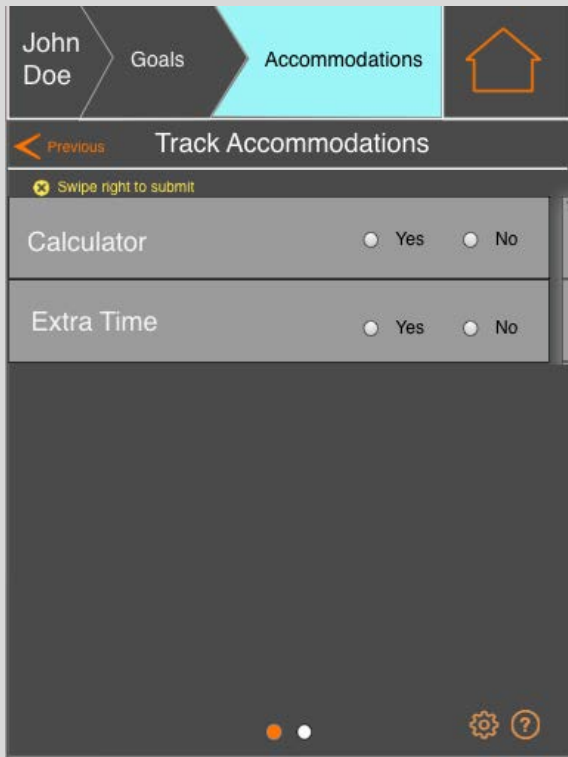 John
Doe
Goals
Accommodations
Previous
Track Accommodations
Swipe right to submit
Calculator
Yes
No
Extra Time
Yes
No
?